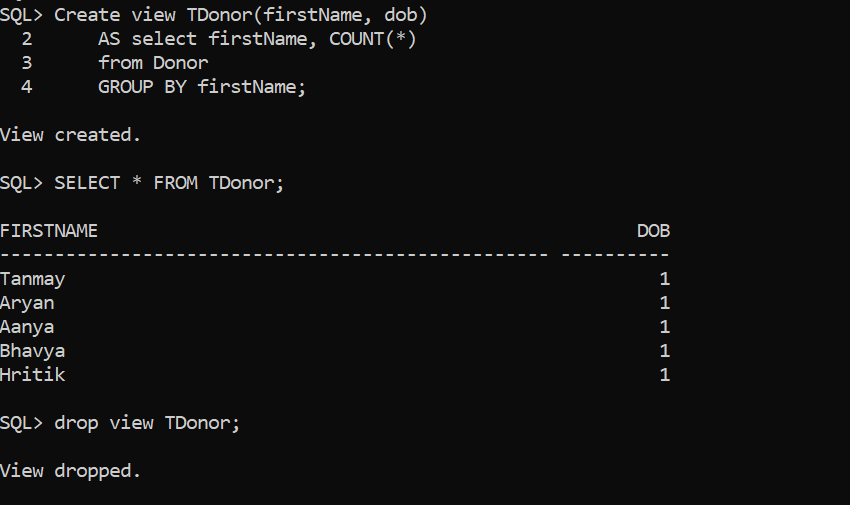 SQL> Create view TDonor(firstName, dob)
2 AS select firstName, COUNT(*)
3 from Donor
4 GROUP BY firstName;
View created.
SQL> SELECT * FROM TDonor;
FIRSTNAME DOB
-------------------------------------------------- ----------
Tanmay 1
Aryan 1
Aanya 1
Bhavya 1
Hritik 1
SQL> drop view TDonor;
View dropped.